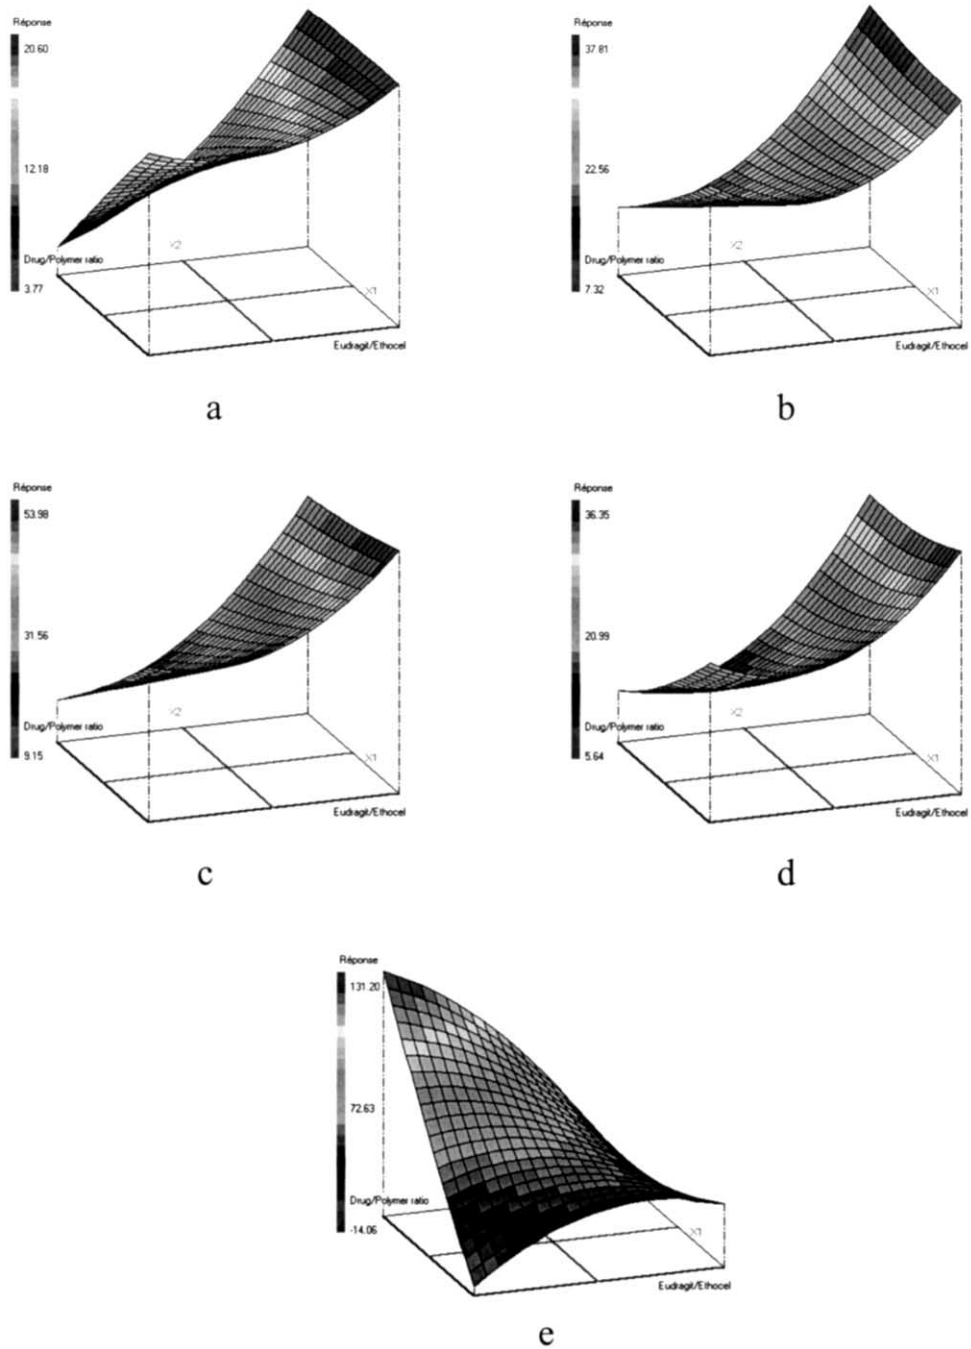 Réponse
20.60
12.18
X2
Drug/Polymer ratio
3.77
X1
Eudragit/Ethocel
a
Réponse
37.81
22.56
X2
Drug/Polymer ratio
7.32
X1
Eudragit/Ethocel
b
Réponse
53.98
31.56
X2
Drug/Polymer ratio
9.15
X1
Eudragit/Ethocel
c
Réponse
36.35
20.99
X2
Drug/Polymer ratio
5.64
X1
Eudragit/Ethocel
d
Réponse
131.20
72.63
Drug/Polymer ratio
-14.06
X1
Eudragit/Ethocel
e